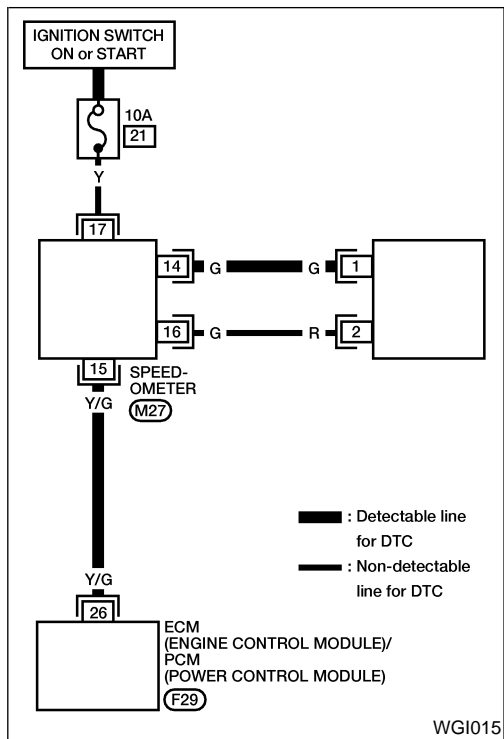 IGNITION SWITCH
ON or START
10A
21
Y
17
14 G G 1
16 G R 2
15
SPEED-
OMETER
M27
Y/G
: Detectable line
for DTC
: Non-detectable
line for DTC
Y/G
26
ECM
(ENGINE CONTROL MODULE)/
PCM
(POWER CONTROL MODULE)
F29
WGI015